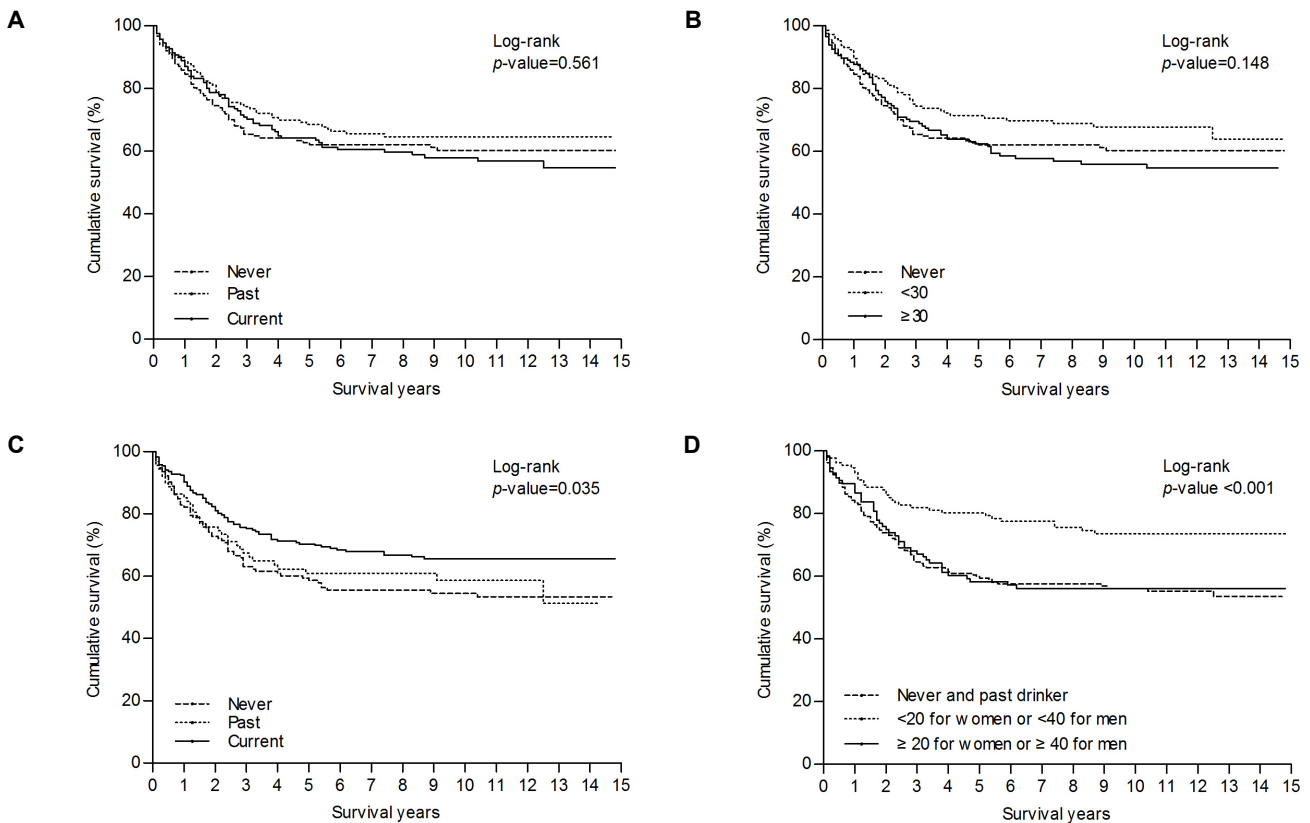 A
Cumulative survival (%)
100
80
60
40
20
0
Log-rank
p-value=0.561
Never
Past
Current
0 1 2 3 4 5 6 7 8 9 10 11 12 13 14 15
Survival years
B
Cumulative survival (%)
100
80
60
40
20
0
Log-rank
p-value=0.148
Never
<30
≥30
0 1 2 3 4 5 6 7 8 9 10 11 12 13 14 15
Survival years
C
Cumulative survival (%)
100
80
60
40
20
0
Log-rank
p-value=0.035
Never
Past
Current
0 1 2 3 4 5 6 7 8 9 10 11 12 13 14 15
Survival years
D
Cumulative survival (%)
100
80
60
40
20
0
Log-rank
p-value <0.001
Never and past drinker
<20 for women or <40 for men
≥ 20 for women or ≥ 40 for men
0 1 2 3 4 5 6 7 8 9 10 11 12 13 14 15
Survival years